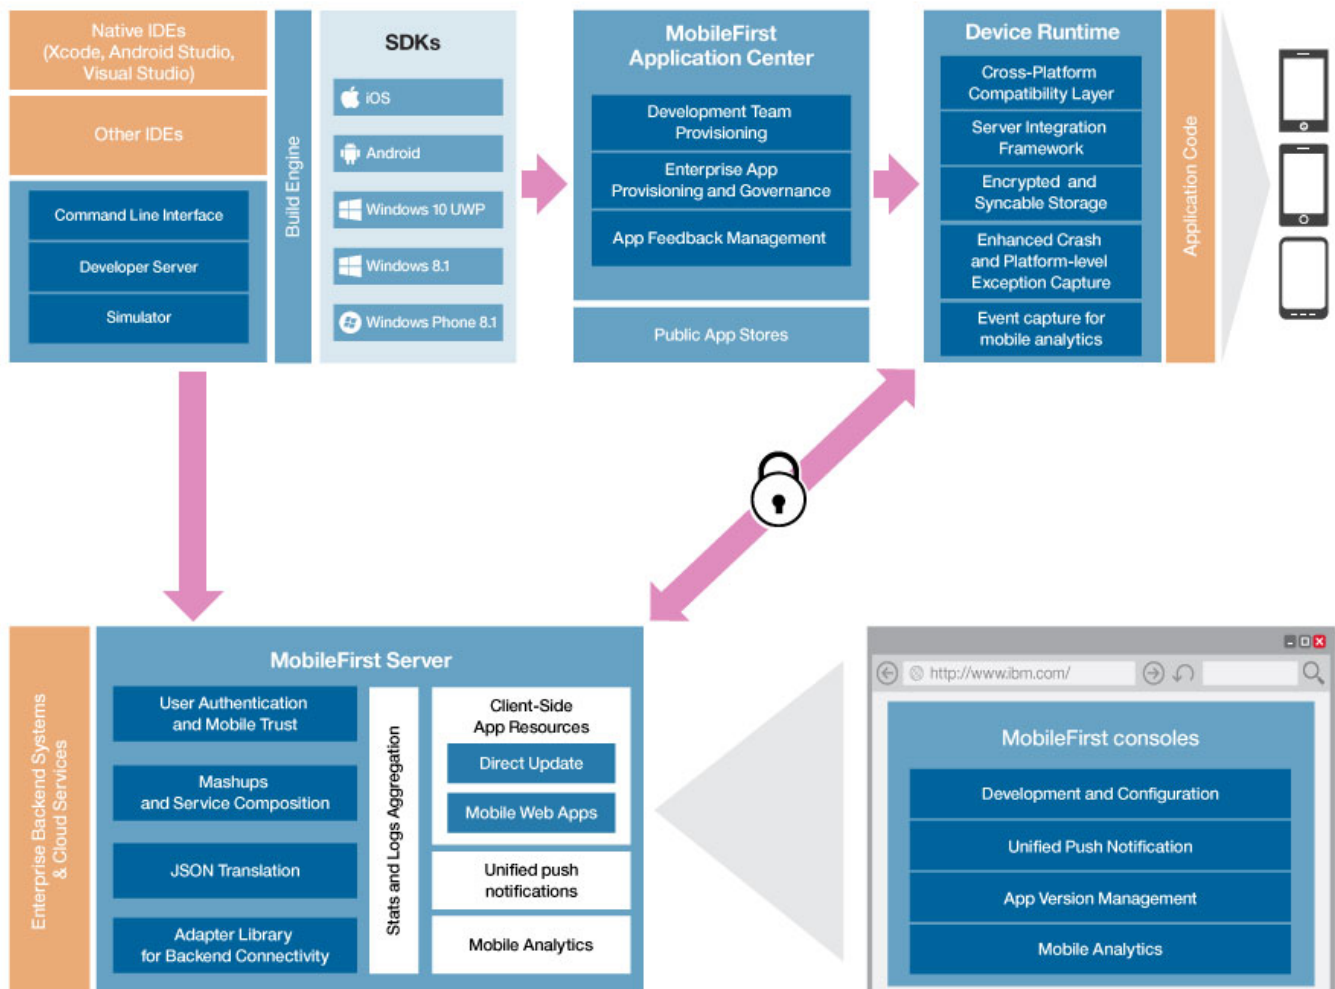 Native IDEs
(Xcode, Android Studio,
Visual Studio)
Other IDEs
Command Line Interface
Developer Server
Simulator
Build Engine
SDKs
iOS
Android
Windows 10 UWP
Windows 8.1
Windows Phone 8.1
MobileFirst
Application Center
Development Team
Provisioning
Enterprise App
Provisioning and Governance
App Feedback Management
Public App Stores
Device Runtime
Cross-Platform
Compatibility Layer
Server Integration
Framework
Encrypted and
Syncable Storage
Enhanced Crash
and Platform-level
Exception Capture
Event capture for
mobile analytics
Application Code
Enterprise Backend Systems
& Cloud Services
MobileFirst Server
User Authentication
and Mobile Trust
Mashups
and Service Composition
JSON Translation
Adapter Library
for Backend Connectivity
Stats and Logs Aggregation
Client-Side
App Resources
Direct Update
Mobile Web Apps
Unified push
notifications
Mobile Analytics
http://www.ibm.com/
MobileFirst consoles
Development and Configuration
Unified Push Notification
App Version Management
Mobile Analytics